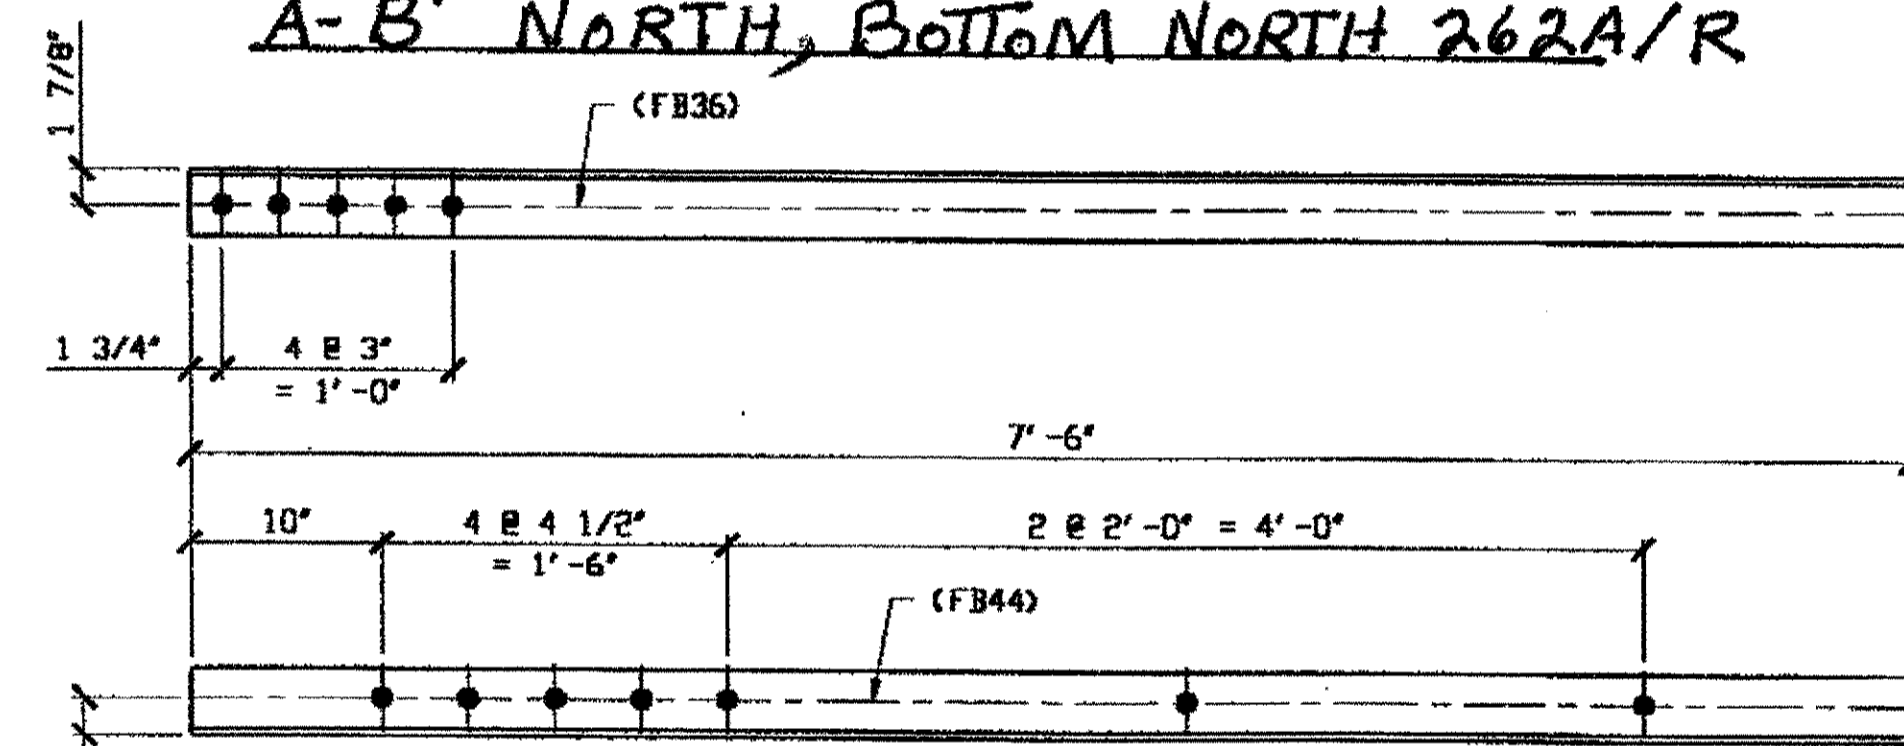 A-B' NORTH, BOTTOM NORTH 262A/R
1 7/8"
(FB36)
1 3/4"
4 @ 3"
= 1'-0"
7'-6"
10"
4 @ 4 1/2"
= 1'-6"
2 @ 2'-0" = 4'-0"
(FB44)